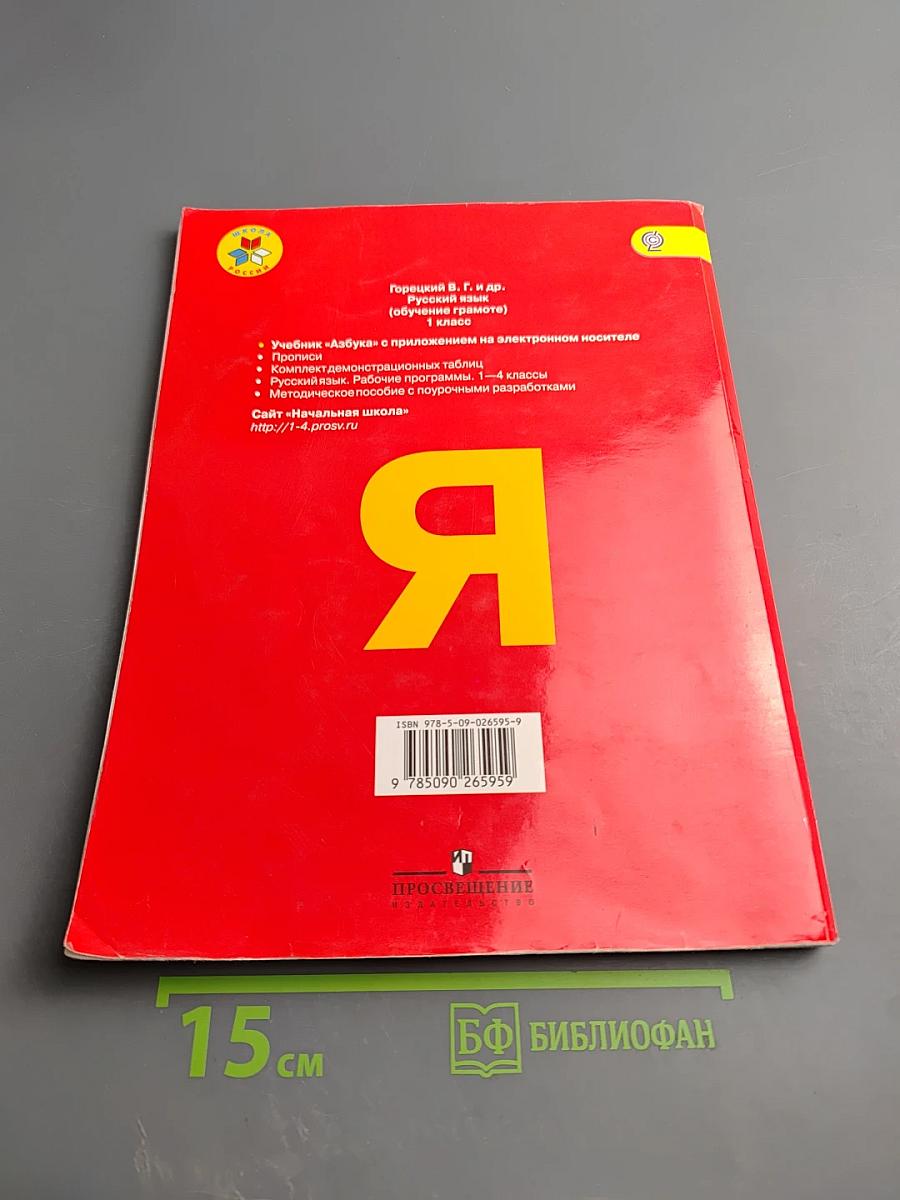 ШКОЛА
РОССИИ
Горецкий В. Г. и др.
Русский язык
(обучение грамоте)
1 класс
• Учебник «Азбука» с приложением на электронном носителе
• Прописи
• Комплект демонстрационных таблиц
• Русский язык. Рабочие программы. 1—4 классы
• Методическое пособие с поурочными разработками
Сайт «Начальная школа»
http://1-4.prosv.ru
Я
ISBN 978-5-09-026595-9
9 785090 265959
ИП
ПРОСВЕЩЕНИЕ
ИЗДАТЕЛЬСТВО
15 см
БФ БИБЛИОФАН